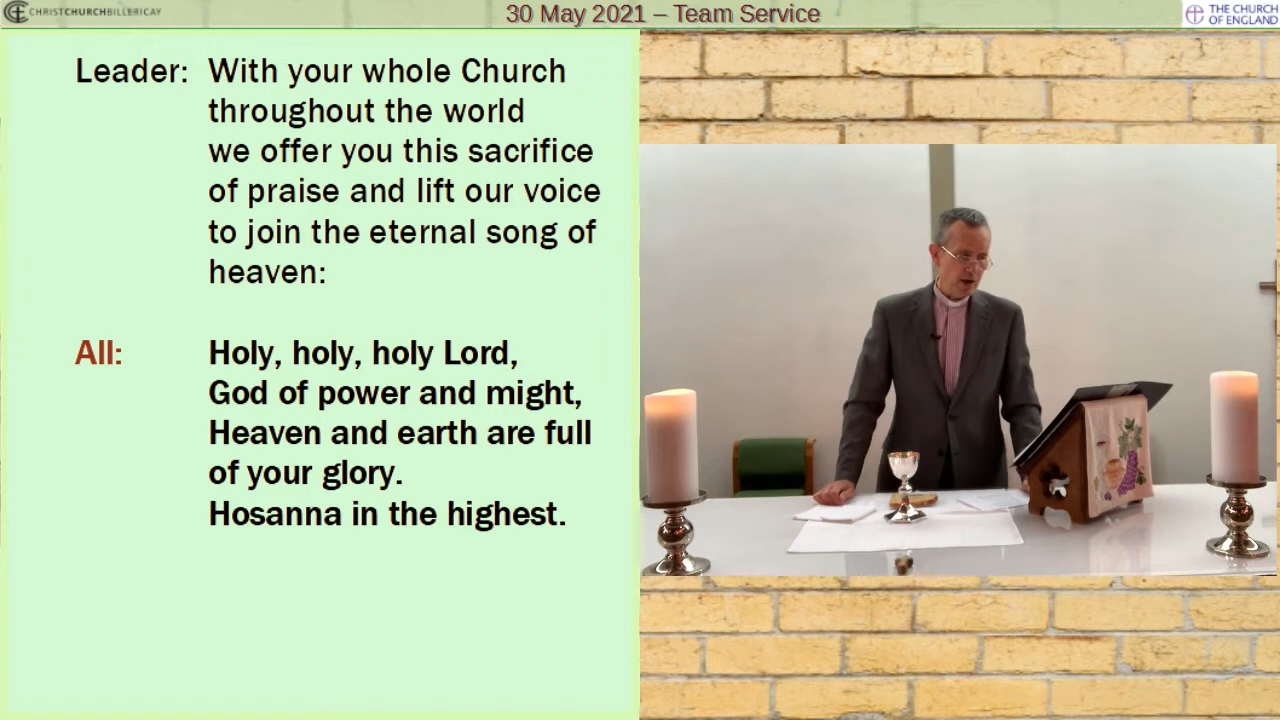 CHRISTCHURCHBILLERICAY
30 May 2021 – Team Service
THE CHURCH
OF ENGLAND
Leader: With your whole Church
throughout the world
we offer you this sacrifice
of praise and lift our voice
to join the eternal song of
heaven:
All: Holy, holy, holy Lord,
God of power and might,
Heaven and earth are full
of your glory.
Hosanna in the highest.